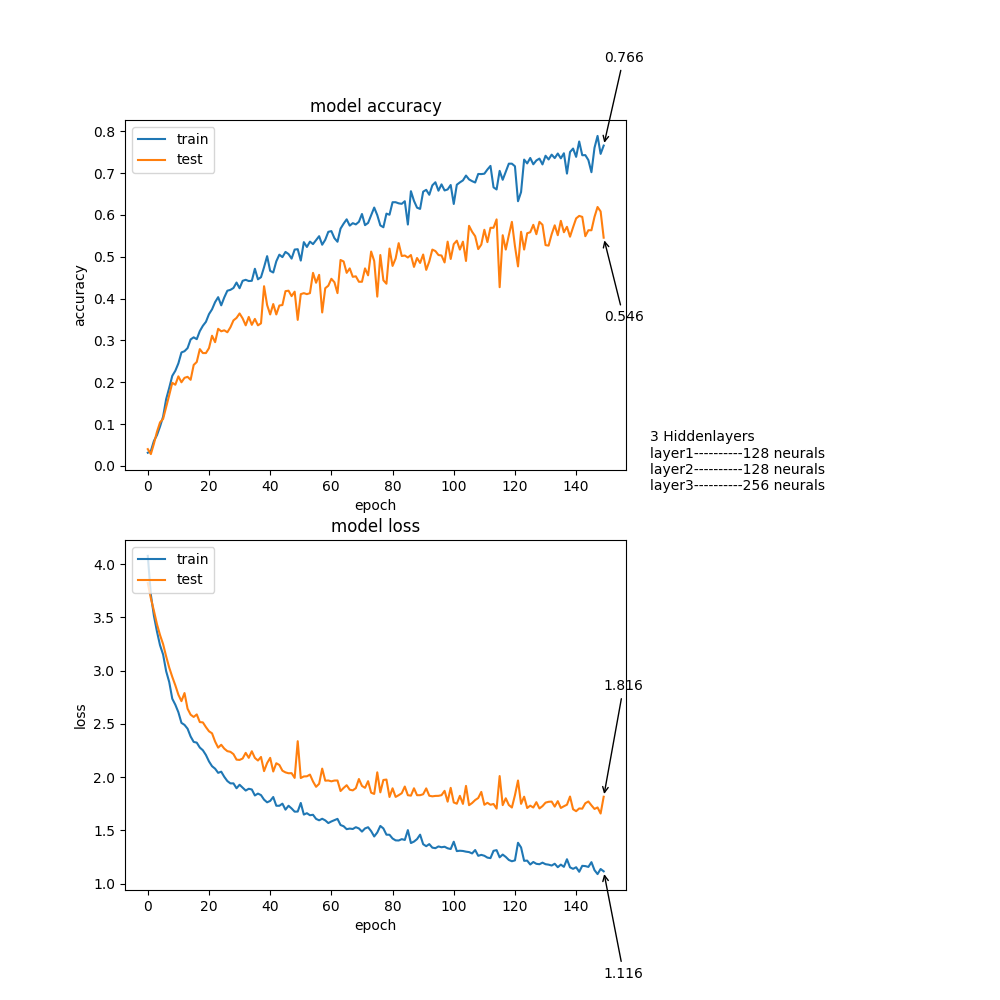 0.766
model accuracy
train
test
0.8
0.7
0.6
0.5
0.4
0.3
0.2
0.1
0.0
accuracy
0.546
0 20 40 60 80 100 120 140
epoch
3 Hiddenlayers
layer1----------128 neurals
layer2----------128 neurals
layer3----------256 neurals
model loss
train
test
4.0
3.5
3.0
2.5
2.0
1.5
1.0
loss
1.816
0 20 40 60 80 100 120 140
epoch
1.116